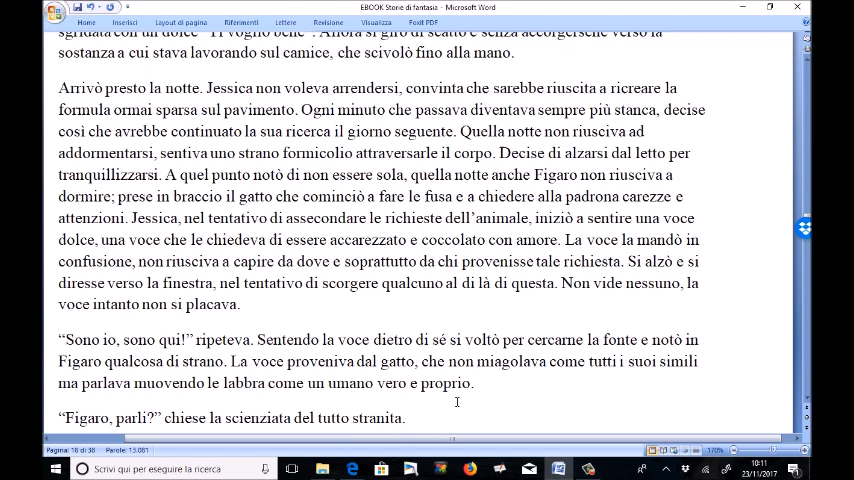 EBOOK Storie di fantasia - Microsoft Word
Home Inserisci Layout di pagina Riferimenti Lettere Revisione Visualizza Foxit PDF
sostanza a cui stava lavorando sul camice, che scivolò fino alla mano.
Arrivò presto la notte. Jessica non voleva arrendersi, convinta che sarebbe riuscita a ricreare la
formula ormai sparsa sul pavimento. Ogni minuto che passava diventava sempre più stanca, decise
così che avrebbe continuato la sua ricerca il giorno seguente. Quella notte non riusciva ad
addormentarsi, sentiva uno strano formicolio attraversarle il corpo. Decise di alzarsi dal letto per
tranquillizzarsi. A quel punto notò di non essere sola, quella notte anche Figaro non riusciva a
dormire; prese in braccio il gatto che cominciò a fare le fusa e a chiedere alla padrona carezze e
attenzioni. Jessica, nel tentativo di assecondare le richieste dell’animale, iniziò a sentire una voce
dolce, una voce che le chiedeva di essere accarezzato e coccolato con amore. La voce la mandò in
confusione, non riusciva a capire da dove e soprattutto da chi provenisse tale richiesta. Si alzò e si
diresse verso la finestra, nel tentativo di scorgere qualcuno al di là di questa. Non vide nessuno, la
voce intanto non si placava.
“Sono io, sono qui!” ripeteva. Sentendo la voce dietro di sé si voltò per cercarne la fonte e notò in
Figaro qualcosa di strano. La voce proveniva dal gatto, che non miagolava come tutti i suoi simili
ma parlava muovendo le labbra come un umano vero e proprio.
“Figaro, parli?” chiese la scienziata del tutto stranita.
Pagina: 18 di 38 Parole: 13.081 170%
Scrivi qui per eseguire la ricerca
10:11
23/11/2017